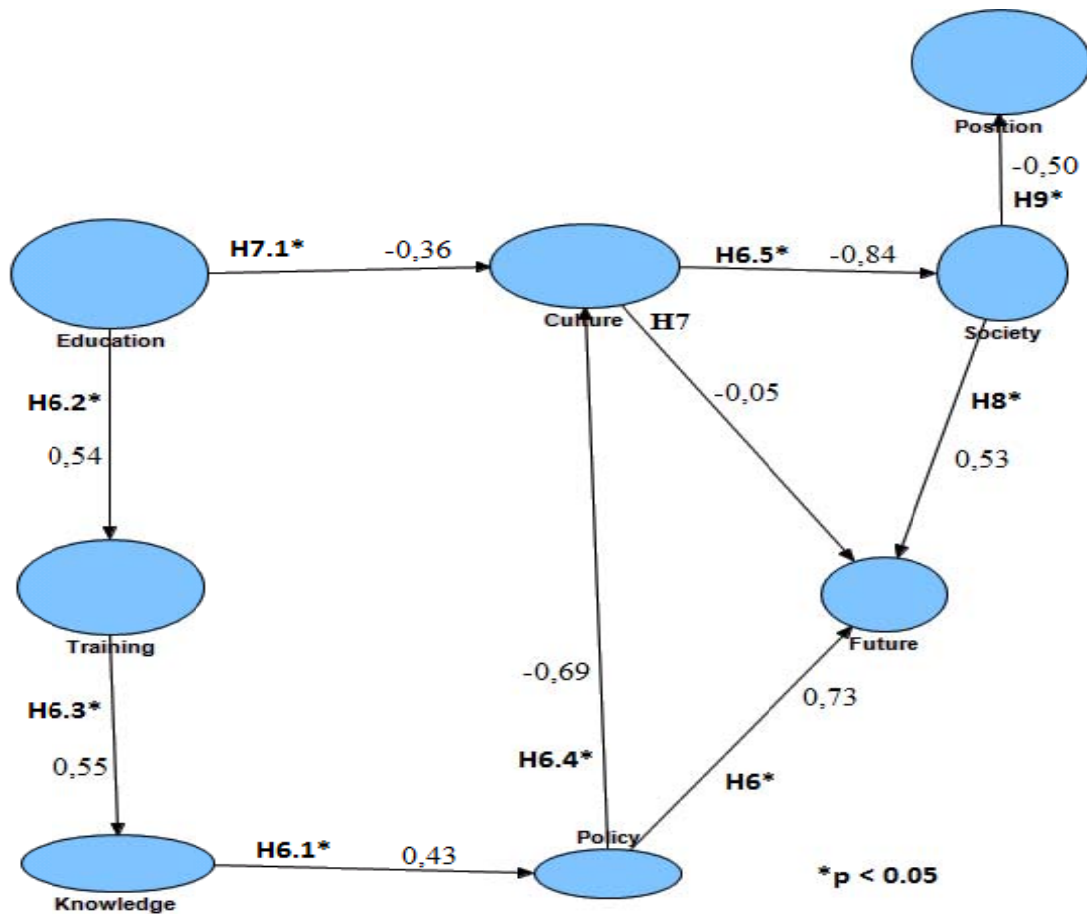 Position
-0,50
H9*
H7.1*
-0,36
H6.5*
-0,84
Education
Culture
H7
Society
H6.2*
0,54
-0,05
H8*
0,53
Training
Future
H6.3*
0,55
-0,69
0,73
H6.4*
H6*
Policy
H6.1*
0,43
*p < 0.05
Knowledge